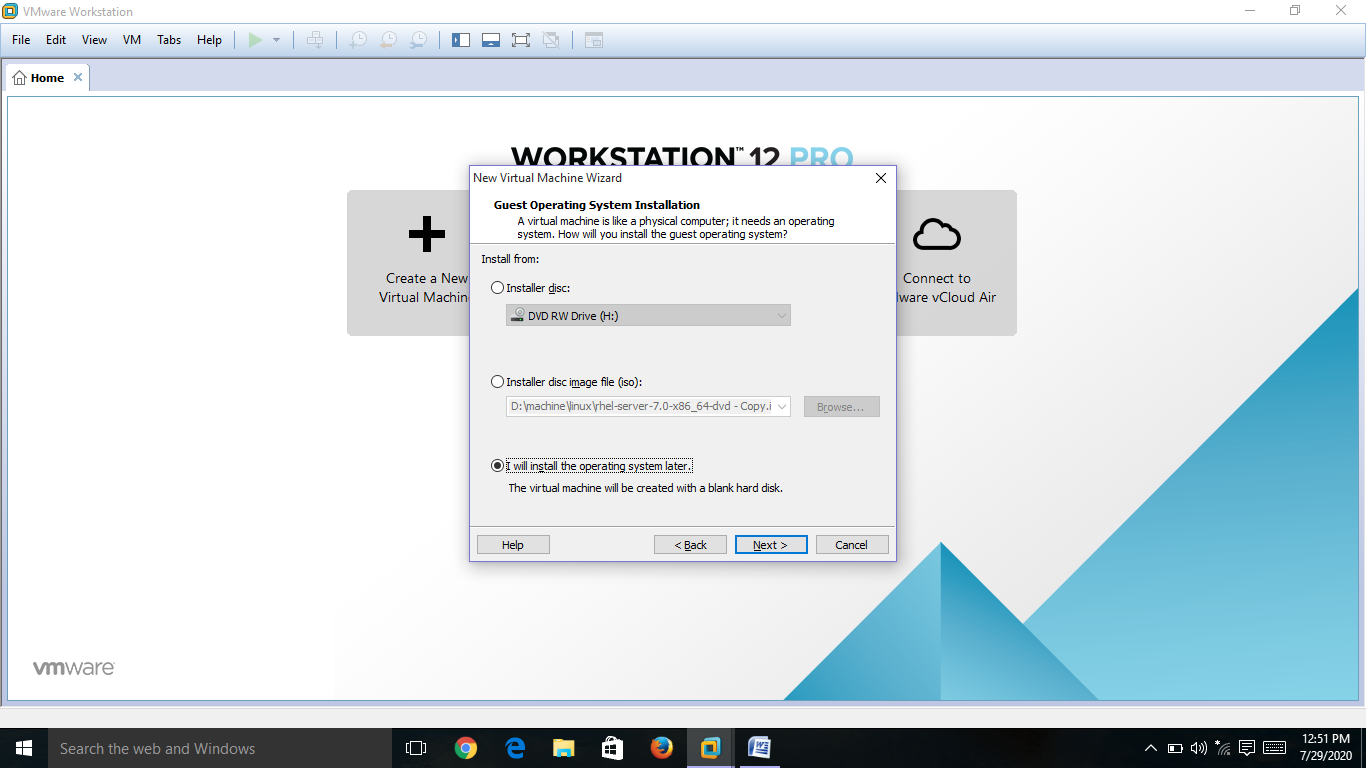 VMware Workstation
File Edit View VM Tabs Help
Home
WORKSTATION™ 12 PRO
Create a New
Virtual Machin
Connect to
ware vCloud Air
New Virtual Machine Wizard
Guest Operating System Installation
A virtual machine is like a physical computer; it needs an operating
system. How will you install the guest operating system?
Install from:
Installer disc:
DVD RW Drive (H:)
Installer disc image file (iso):
D:\machine\linux\rhel-server-7.0-x86_64-dvd - Copy.i
Browse...
I will install the operating system later.
The virtual machine will be created with a blank hard disk.
Help
< Back
Next >
Cancel
vmware
Search the web and Windows
12:51 PM
7/29/2020